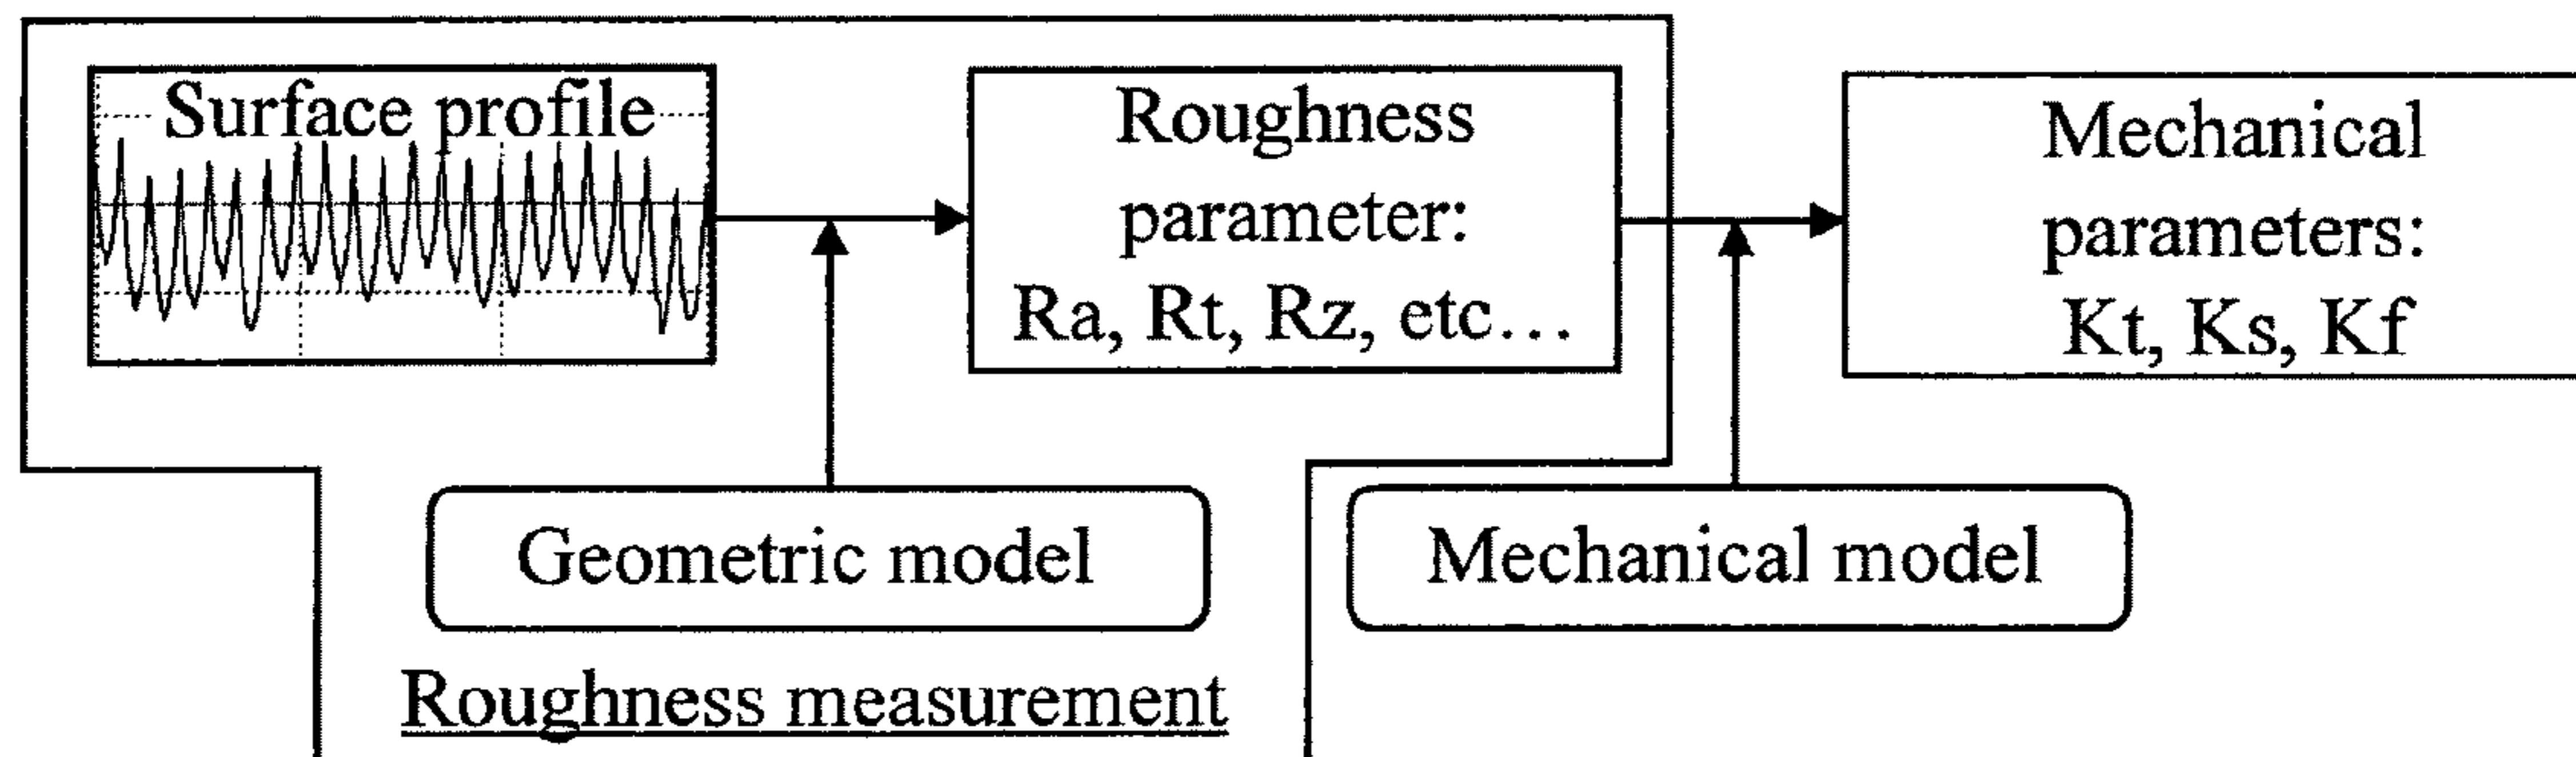 Surface profile
Roughness
parameter:
Ra, Rt, Rz, etc…
Mechanical
parameters:
Kt, Ks, Kf
Geometric model
Mechanical model
Roughness measurement